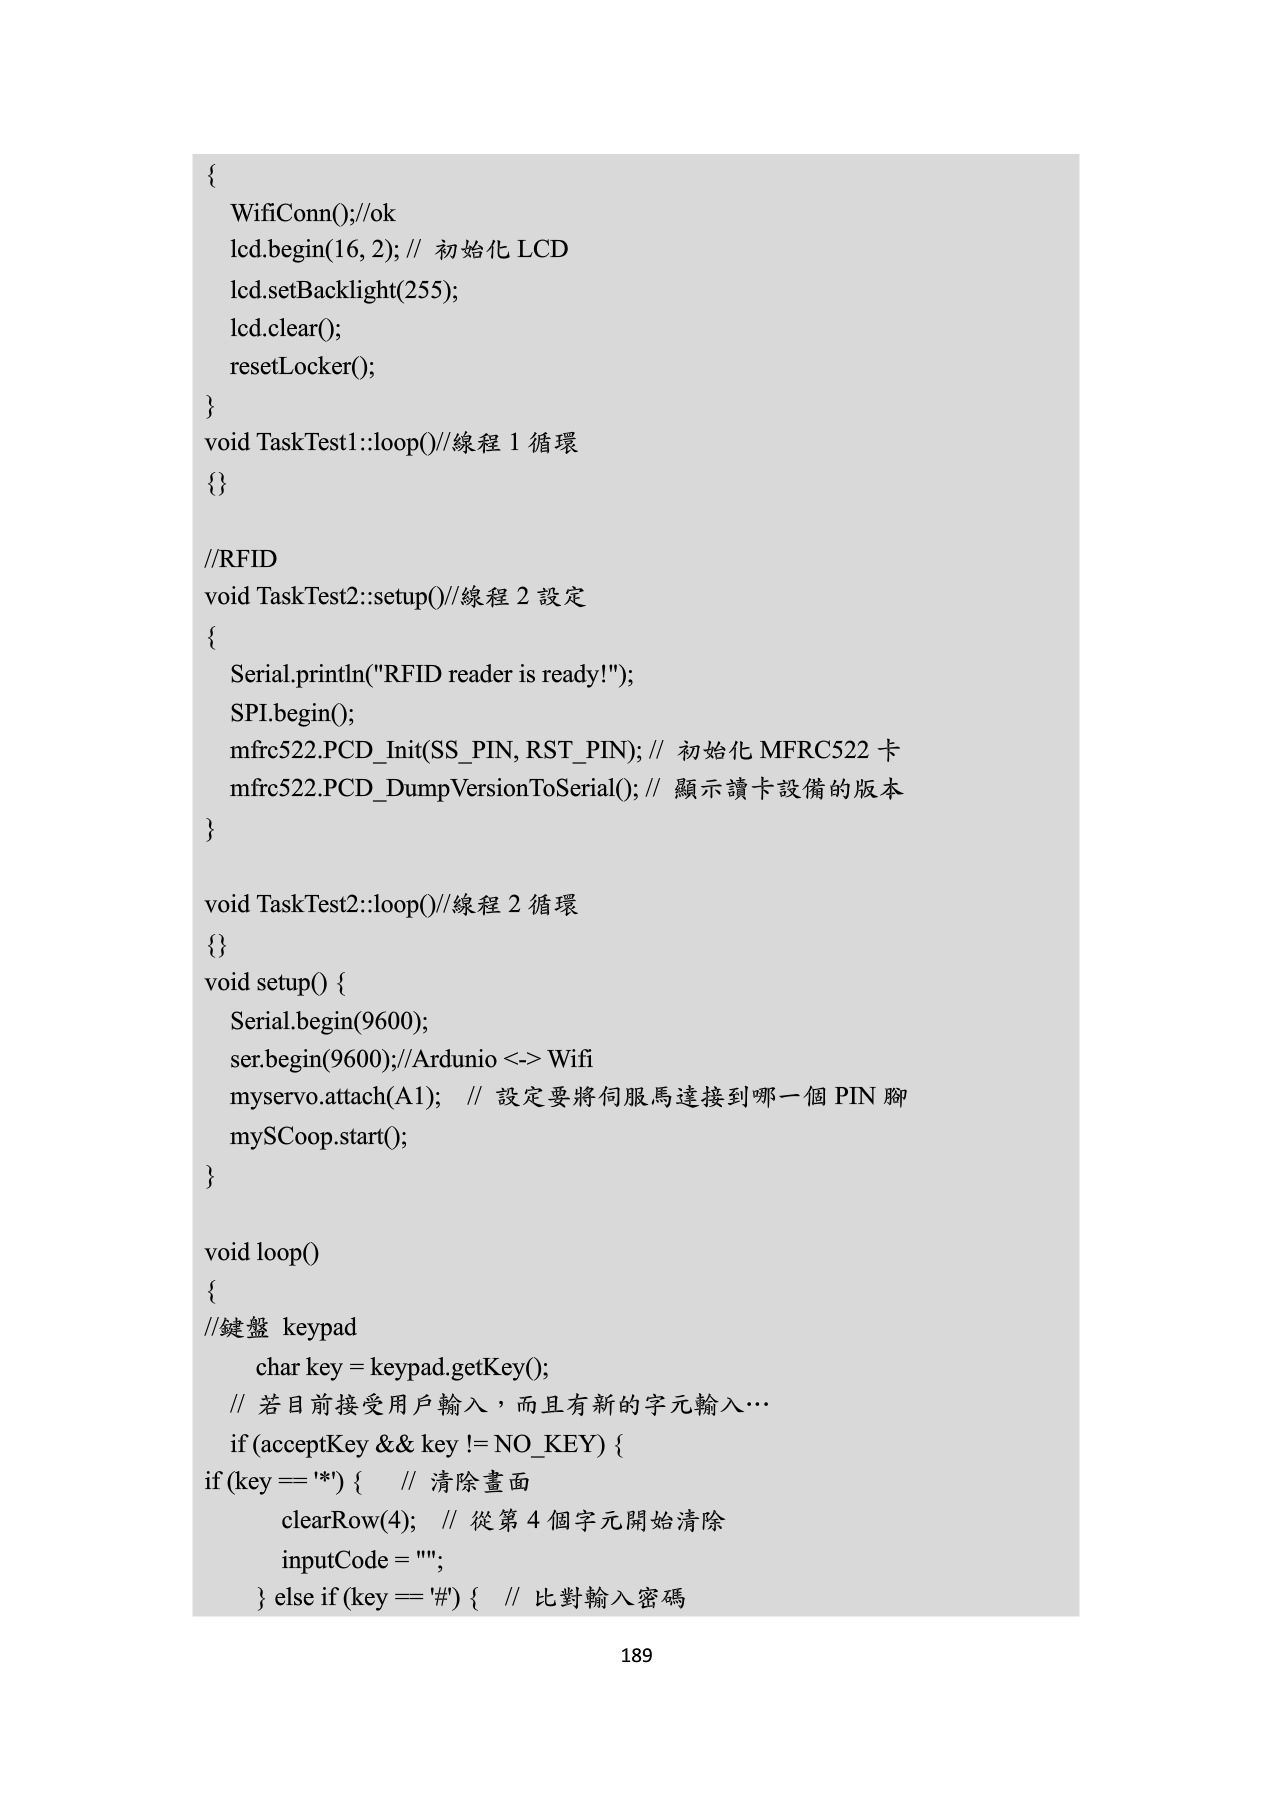 {
WifiConn();//ok
lcd.begin(16, 2); // 初始化 LCD
lcd.setBacklight(255);
lcd.clear();
resetLocker();
}
void TaskTest1::loop()//線程 1 循環
{}
//RFID
void TaskTest2::setup()//線程 2 設定
{
Serial.println("RFID reader is ready!");
SPI.begin();
mfrc522.PCD_Init(SS_PIN, RST_PIN); // 初始化 MFRC522 卡
mfrc522.PCD_DumpVersionToSerial(); // 顯示讀卡設備的版本
}
void TaskTest2::loop()//線程 2 循環
{}
void setup() {
Serial.begin(9600);
ser.begin(9600);//Ardunio <-> Wifi
myservo.attach(A1); // 設定要將伺服馬達接到哪一個 PIN 腳
mySCoop.start();
}
void loop()
{
//鍵盤 keypad
char key = keypad.getKey();
// 若目前接受用戶輸入，而且有新的字元輸入…
if (acceptKey && key != NO_KEY) {
if (key == '*') { // 清除畫面
clearRow(4); // 從第 4 個字元開始清除
inputCode = "";
} else if (key == '#') { // 比對輸入密碼
189